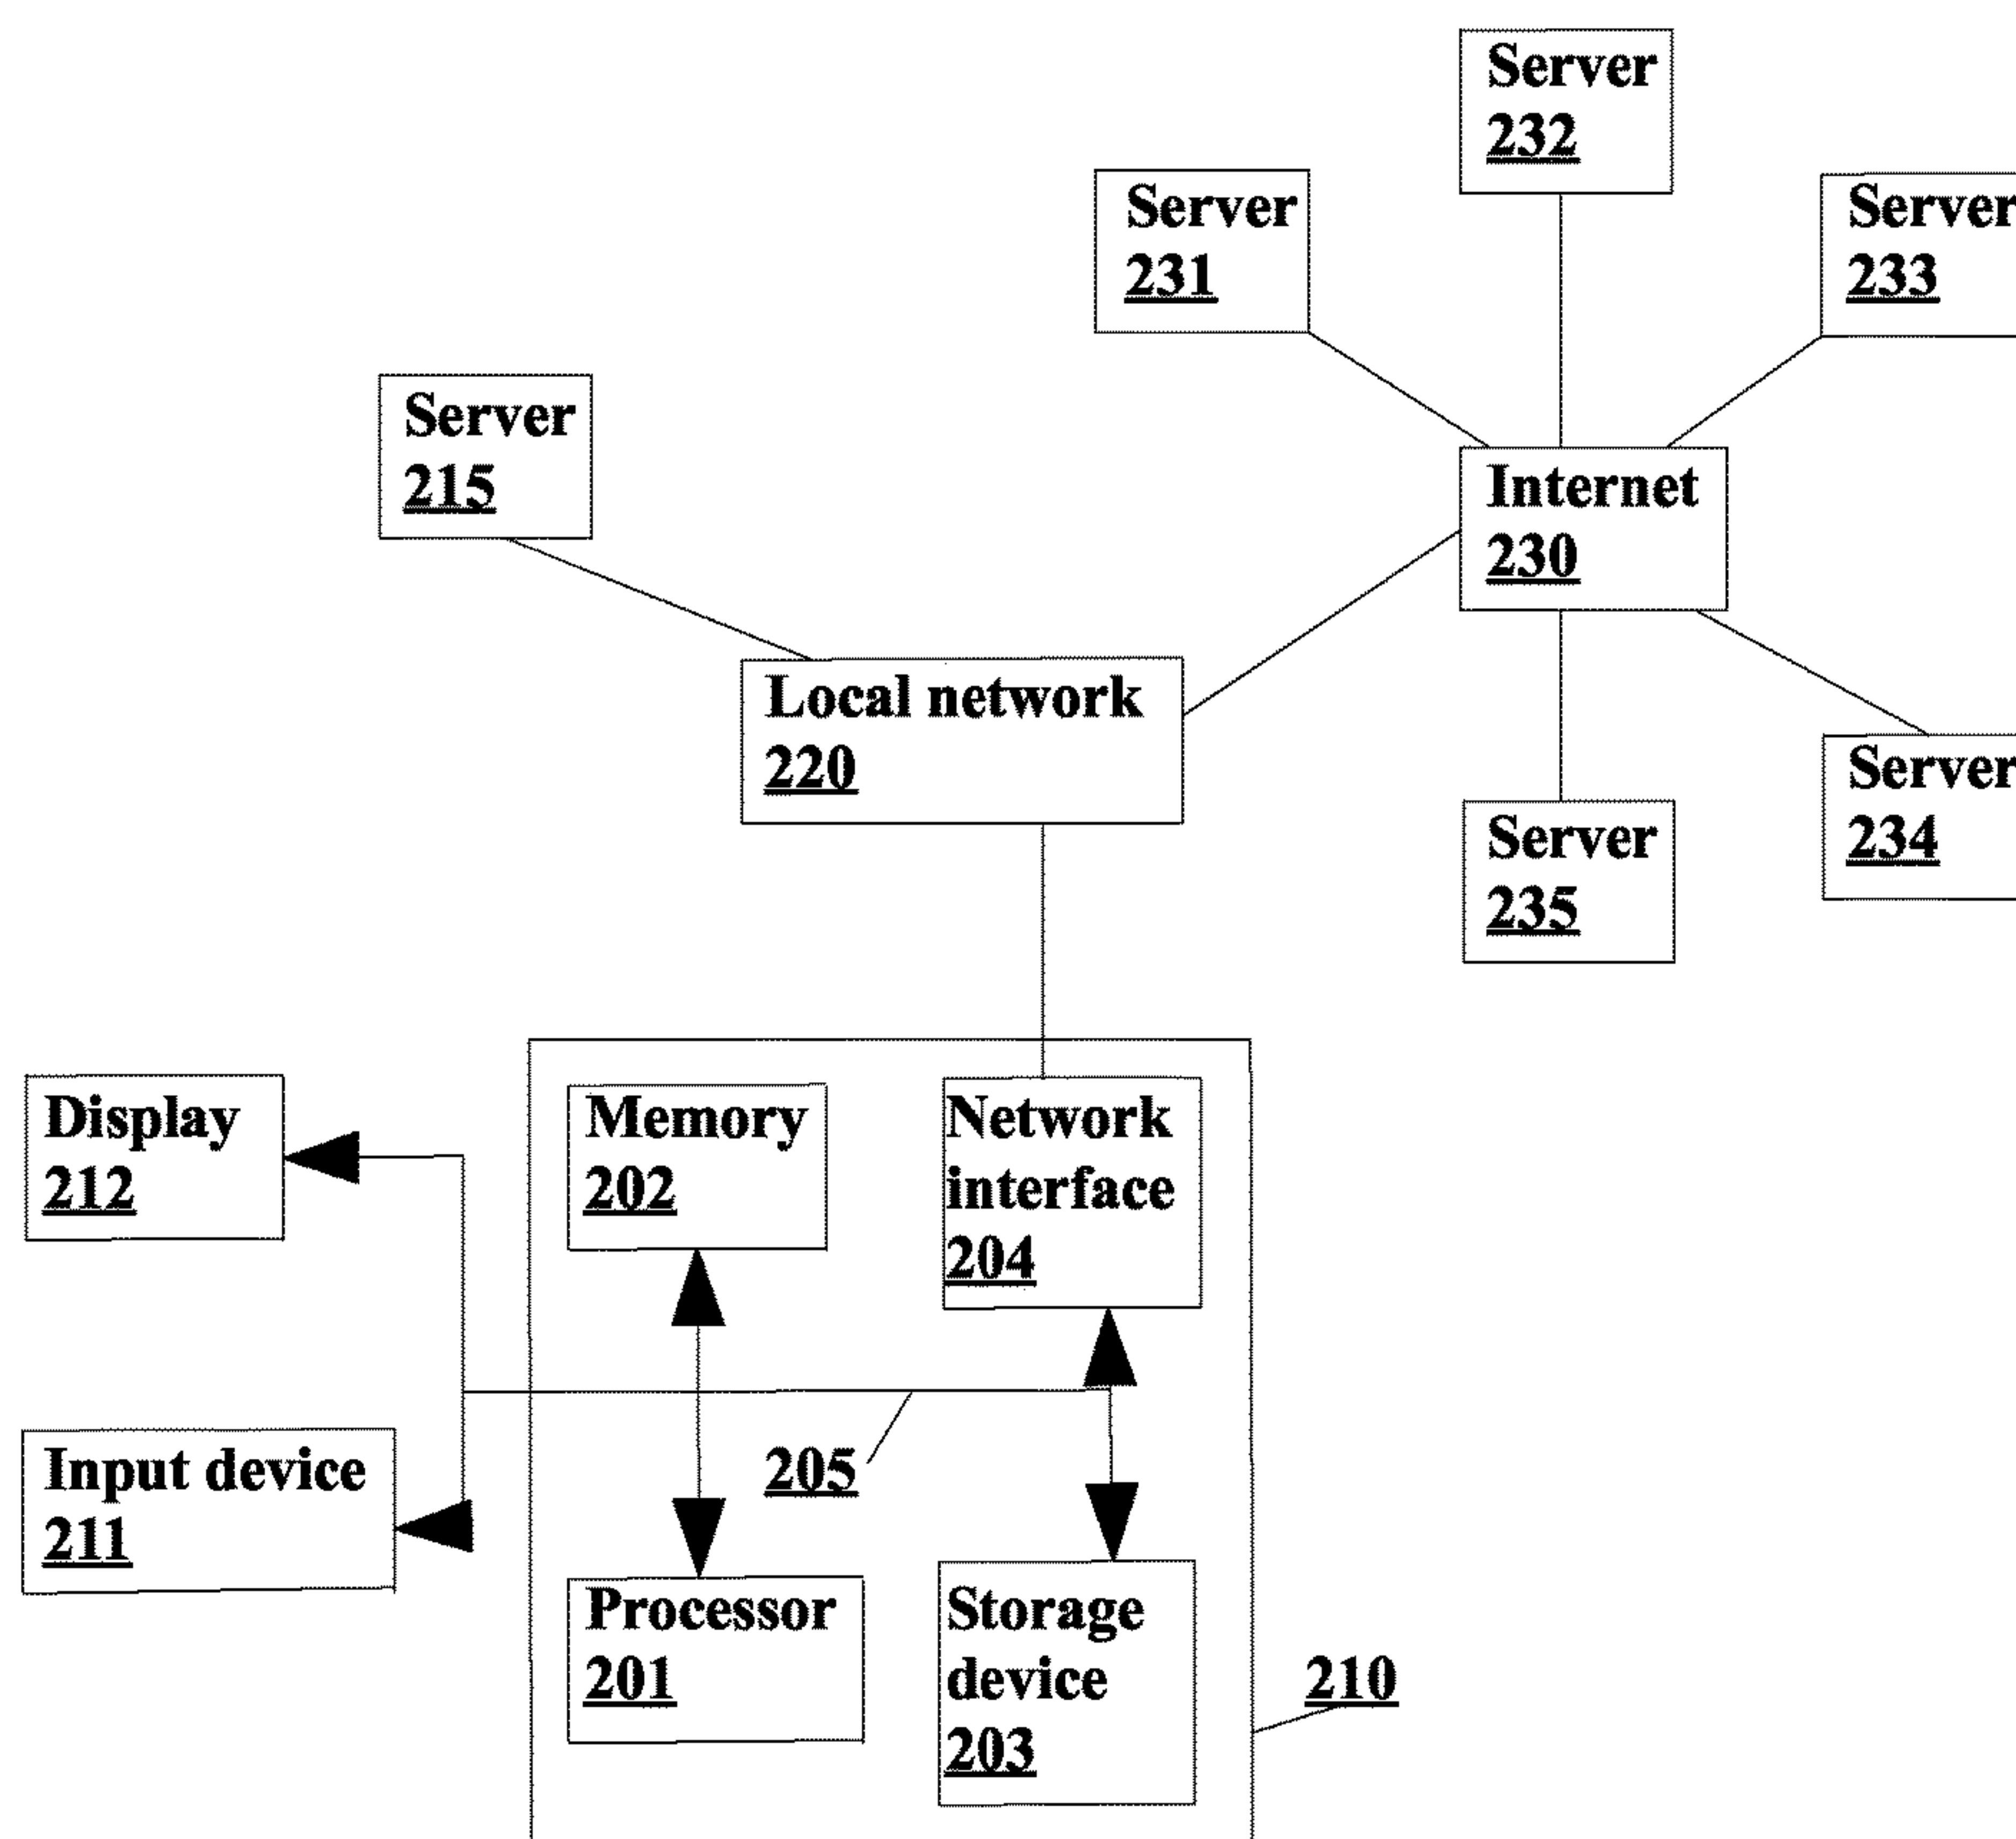 Server
232
Server
231
Server
233
Server
215
Internet
230
Local network
220
Server
234
Server
235
Display
212
Memory
202
Network
interface
204
Input device
211
205
Processor
201
Storage
device
203
210